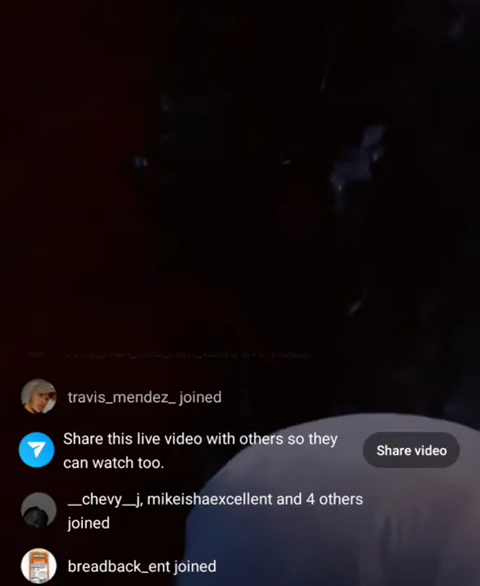 travis_mendez_ joined
Share this live video with others so they
can watch too.
Share video
__chevy__j, mikeishaexcellent and 4 others
joined
breadback_ent joined